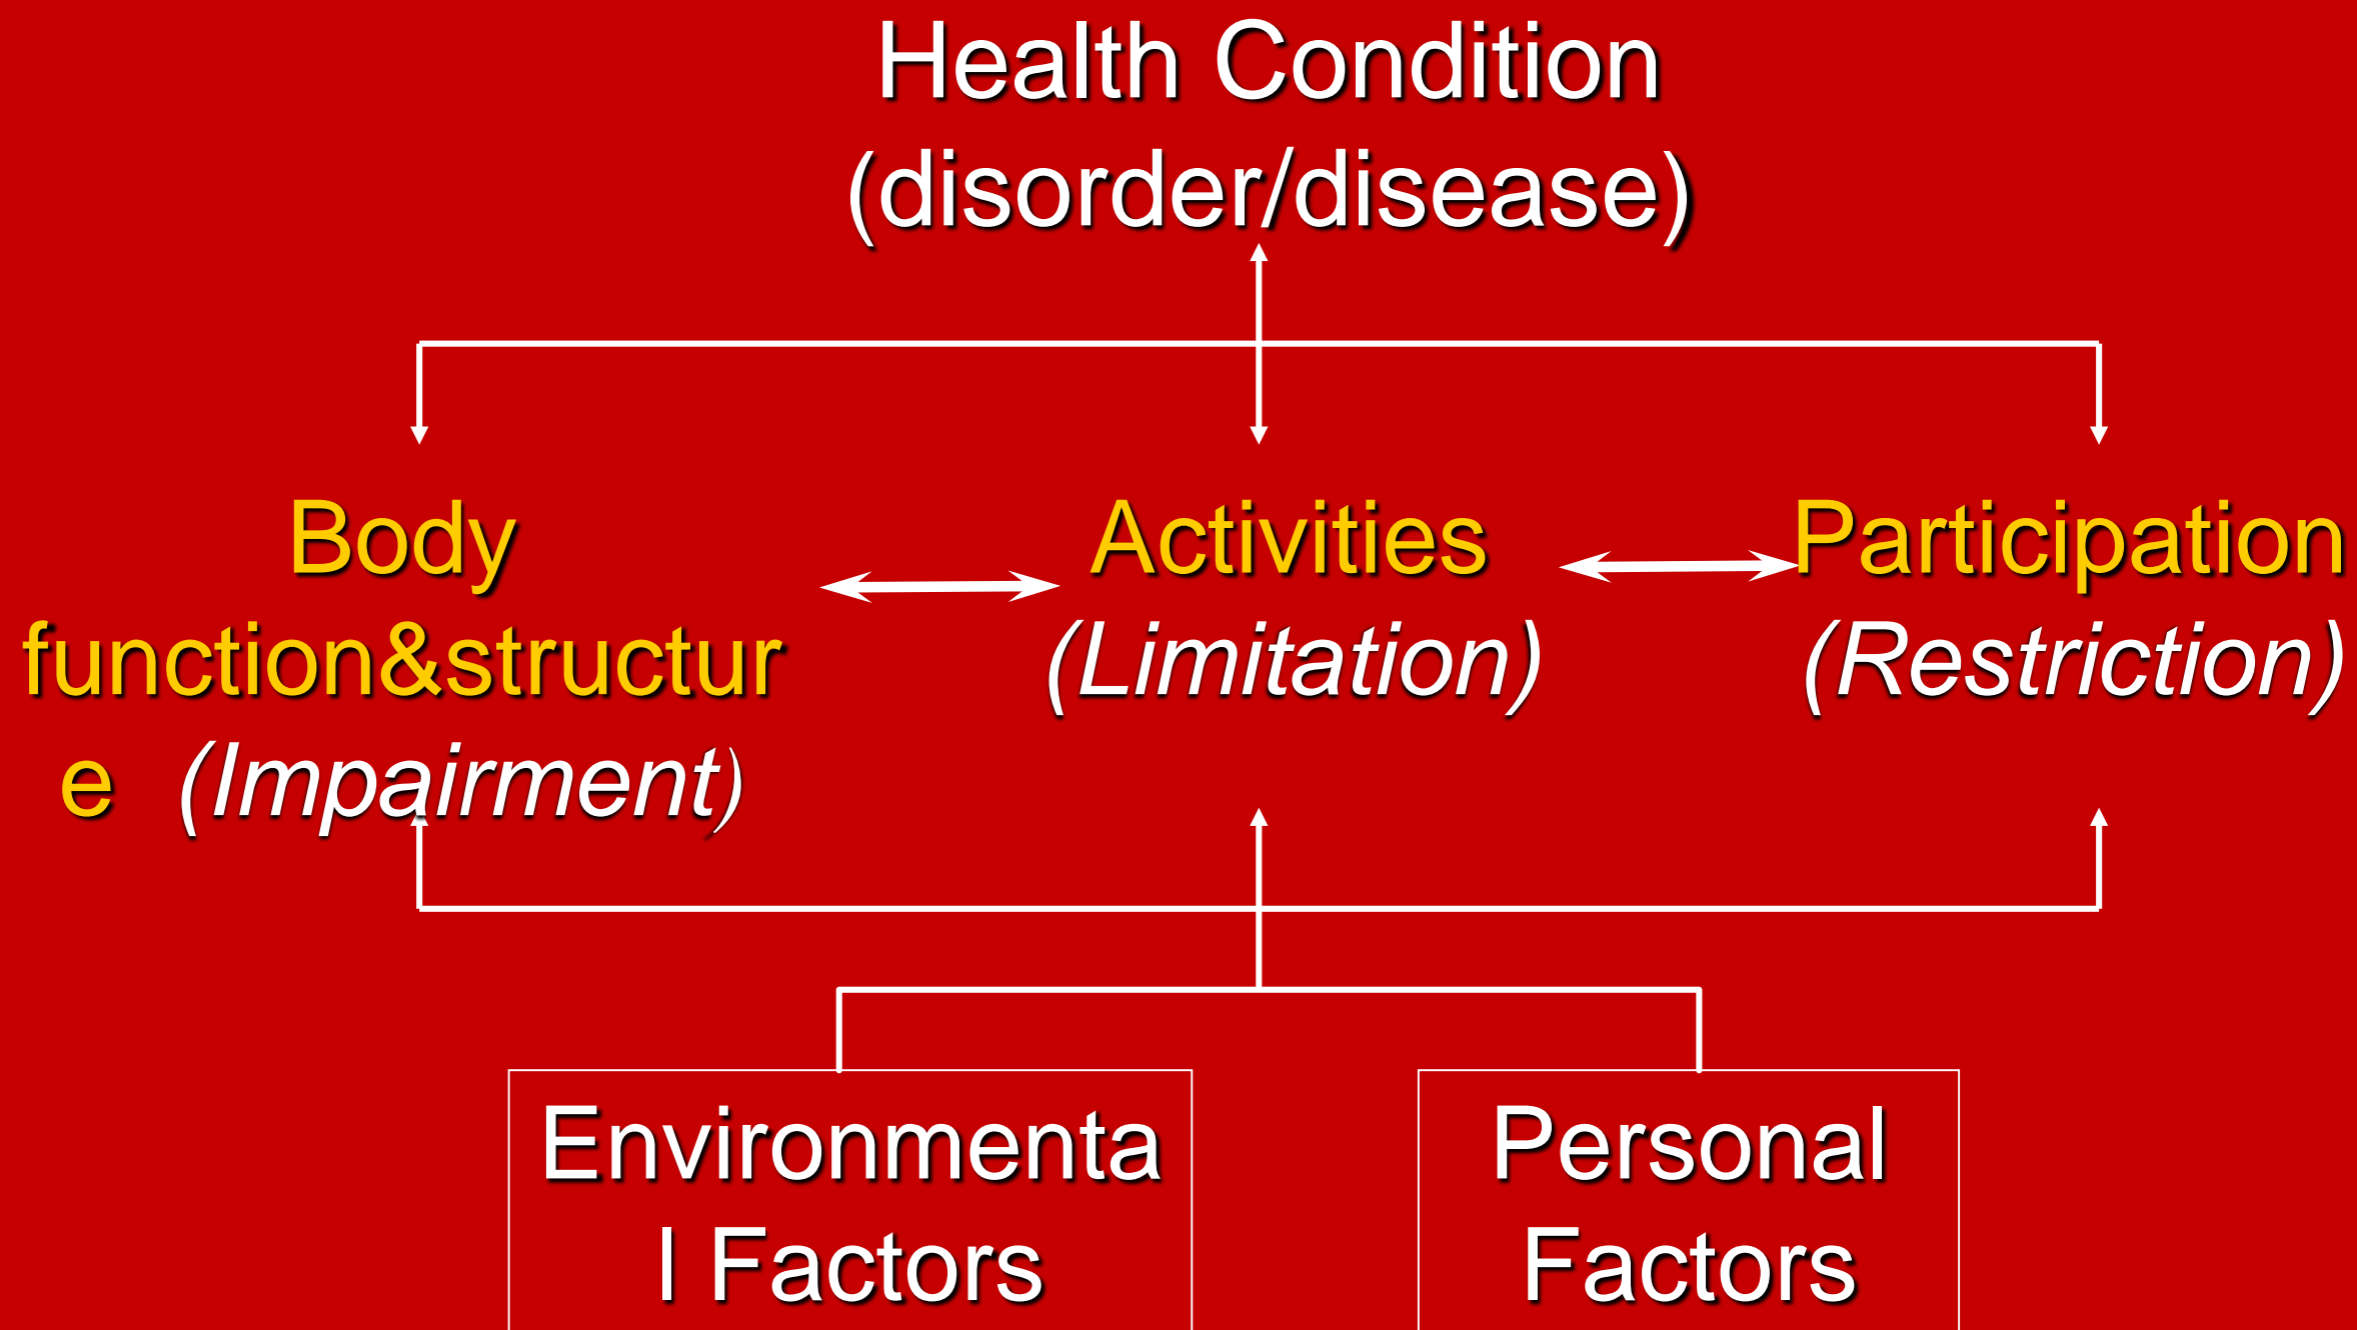 Health Condition
(disorder/disease)
Body
function&structur
e (Impairment)
Activities
(Limitation)
Participation
(Restriction)
Environmenta
l Factors
Personal
Factors